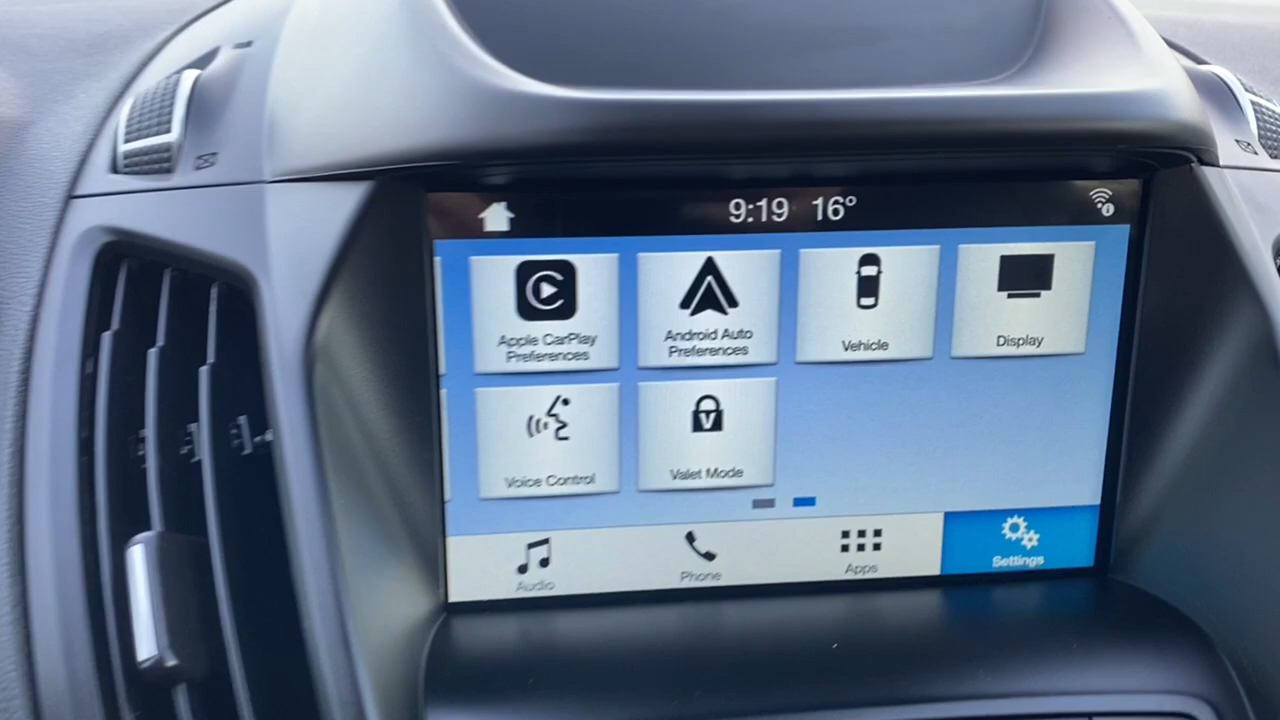 9:19 16°
Apple CarPlay
Preferences
Android Auto
Preferences
Vehicle
Display
Voice Control
V
Valet Mode
Audio
Phone
Apps
Settings